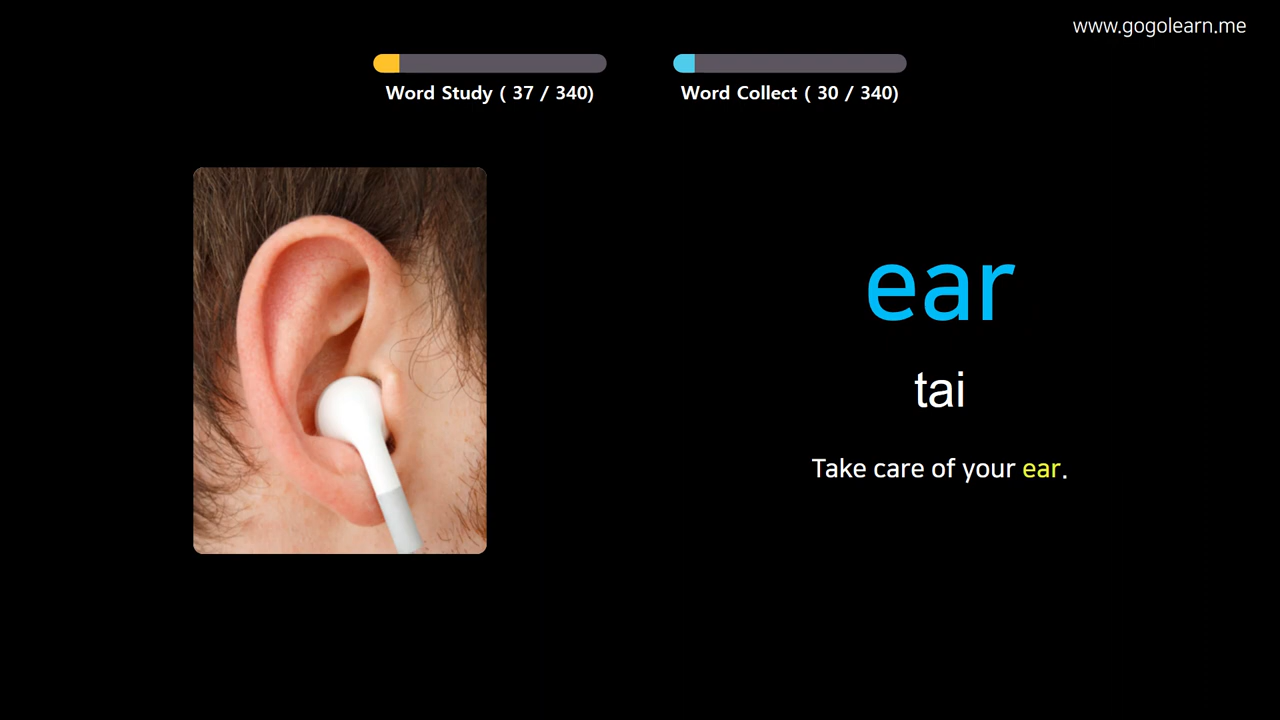 www.gogolearn.me
Word Study ( 37 / 340)
Word Collect ( 30 / 340)
ear
tai
Take care of your ear.